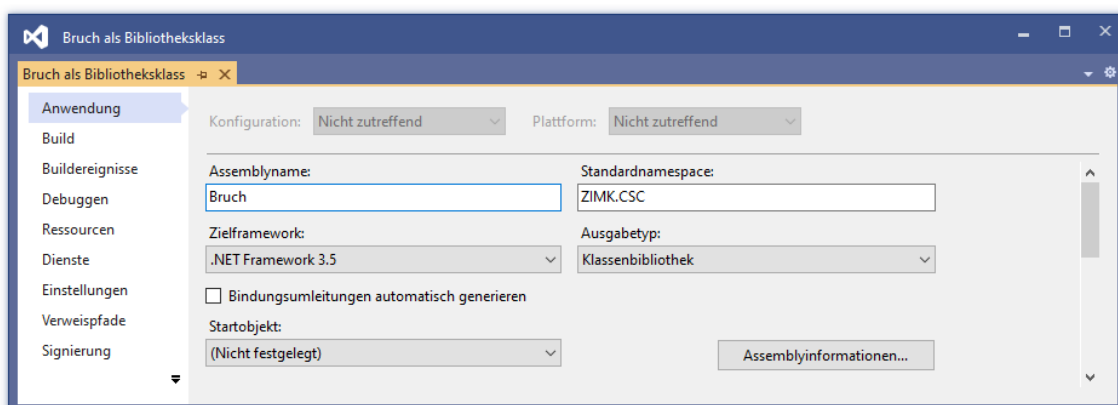 Bruch als Bibliotheksklass
Bruch als Bibliotheksklass
Anwendung
Build
Buildereignisse
Debuggen
Ressourcen
Dienste
Einstellungen
Verweispfade
Signierung
Konfiguration: Nicht zutreffend Plattform: Nicht zutreffend
Assemblyname: Standardnamespace:
Bruch ZIMK.CSC
Zielframework: Ausgabetyp:
.NET Framework 3.5 Klassenbibliothek
Bindungsumleitungen automatisch generieren
Startobjekt:
(Nicht festgelegt) Assemblyinformationen...